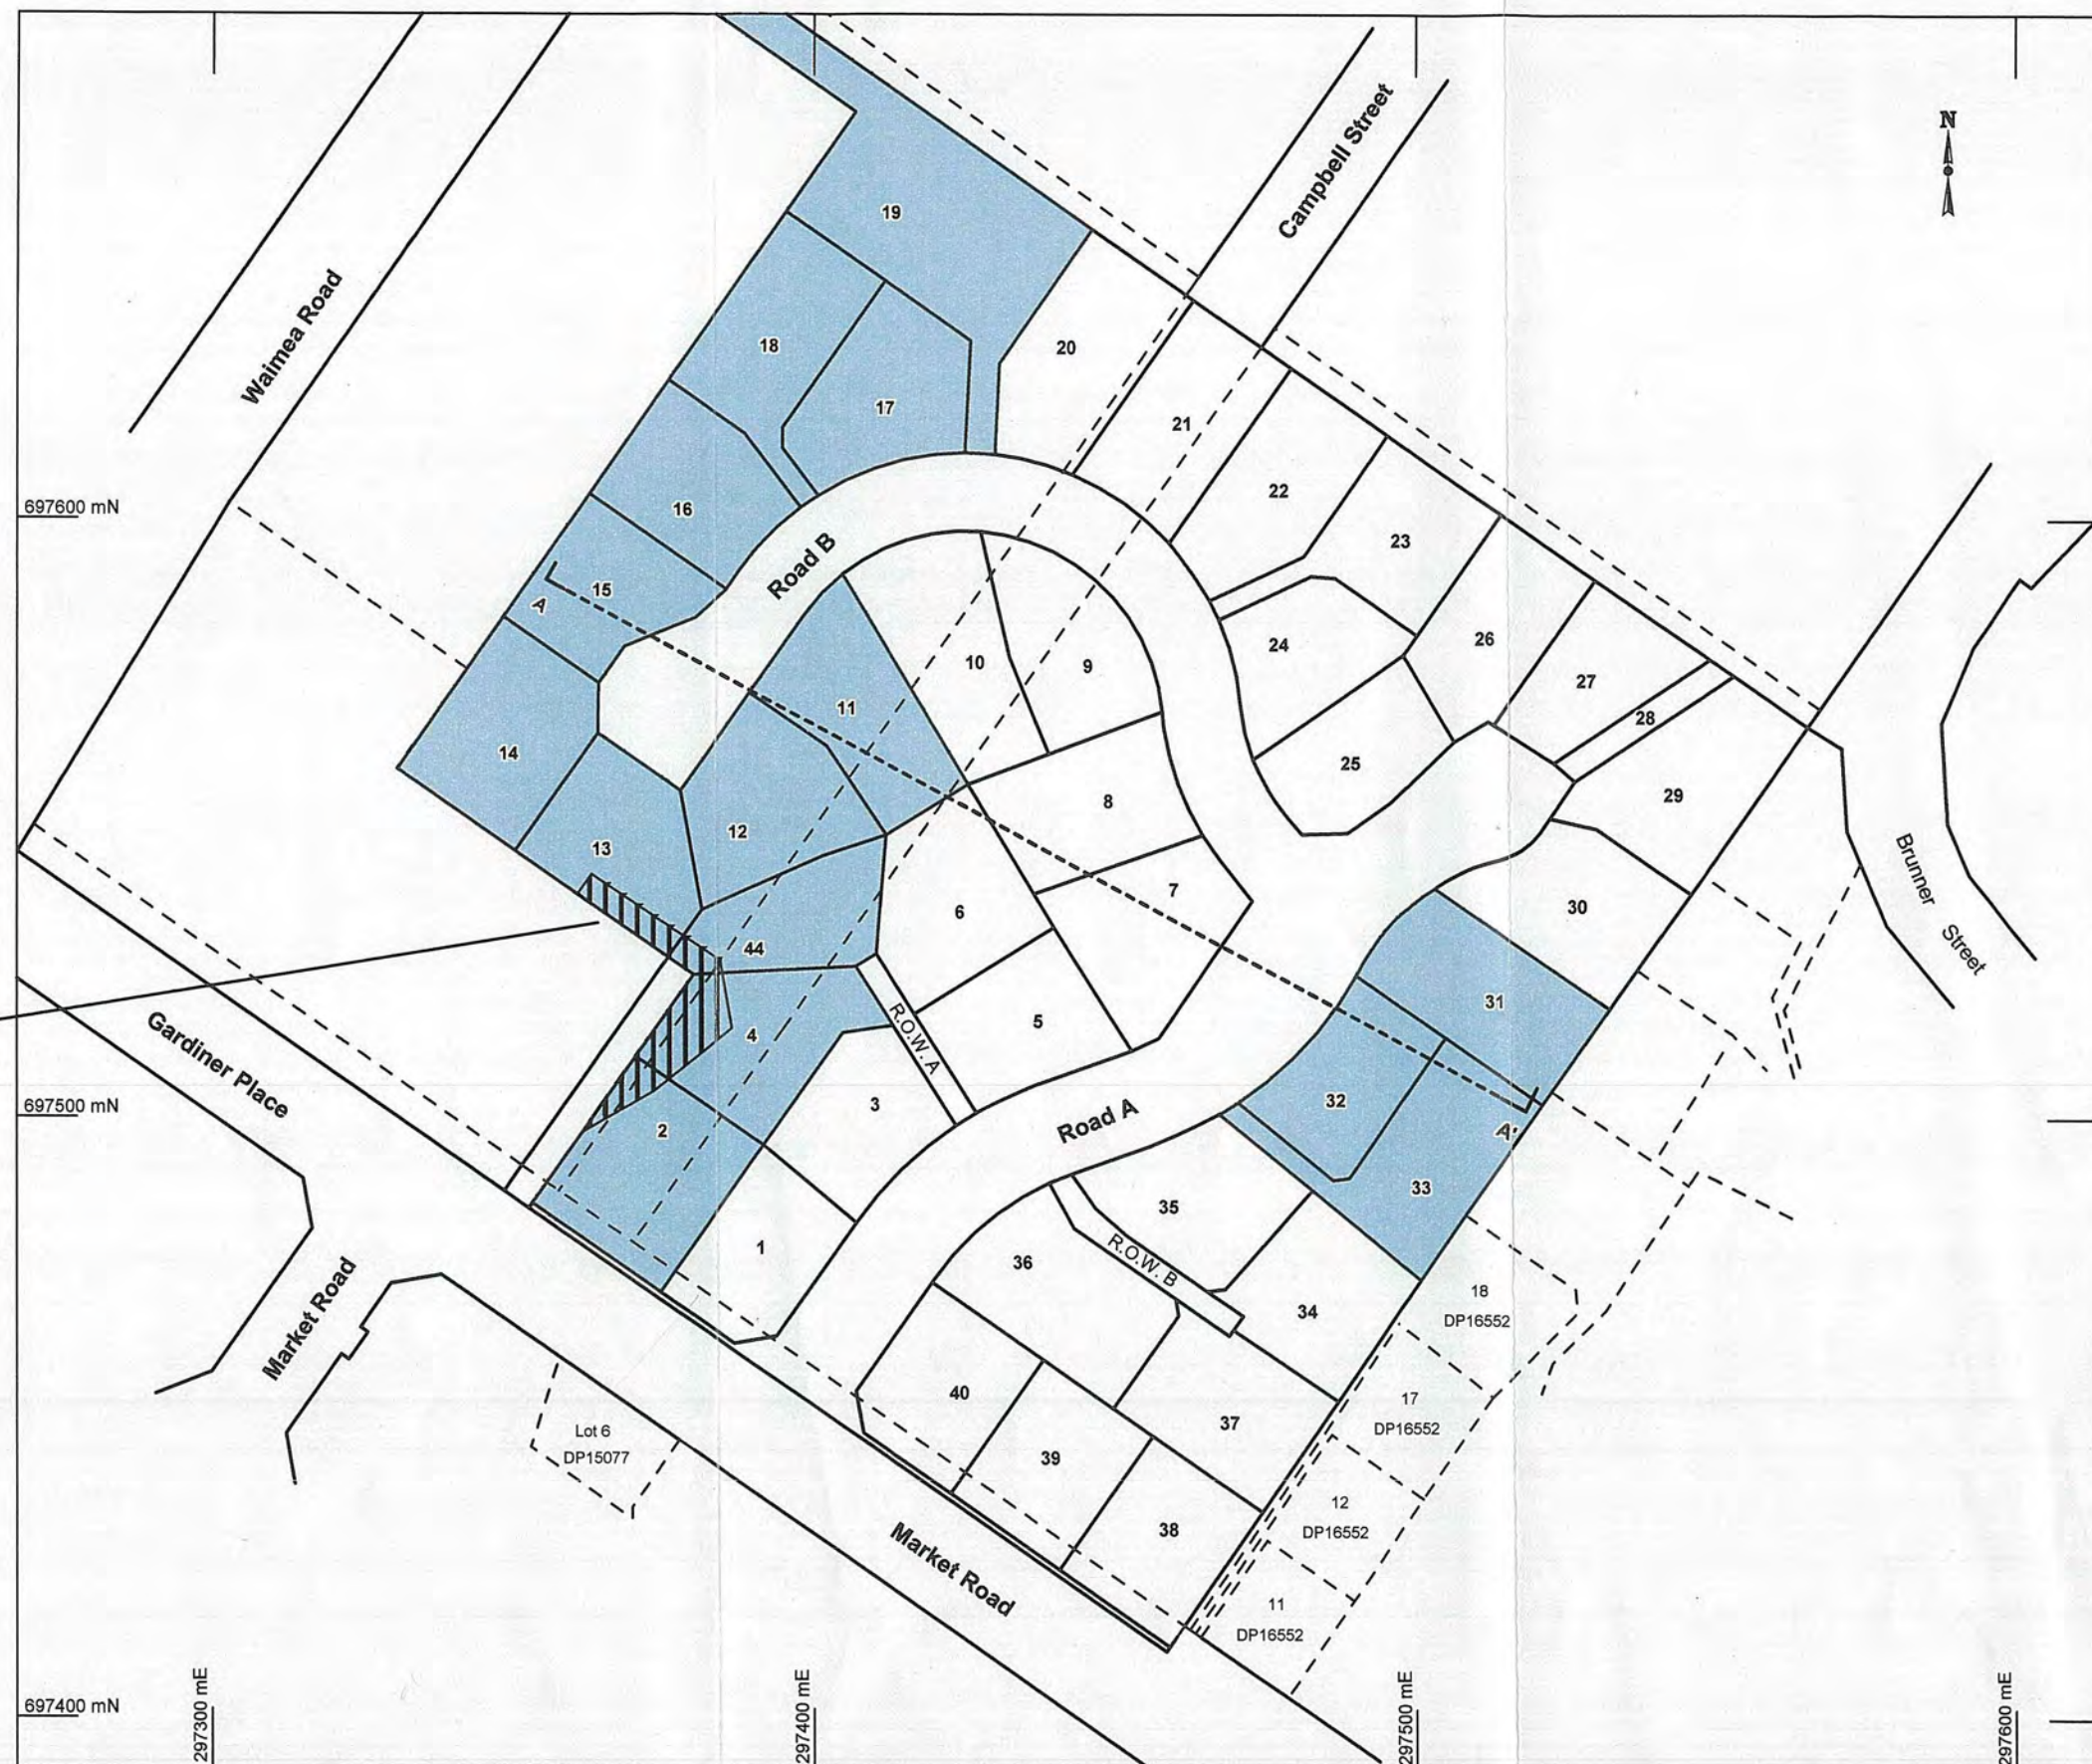 N
Campbell Street
19
Waimea Road
18
20
17
21
22
16
697600 mN
23
Road B
15
A
24
26
10
9
27
11
28
14
25
29
8
12
13
7
6
30
Brunner Street
44
31
R.O.W. A
5
4
Gardiner Place
697500 mN
3
32
Road A
2
A'
33
35
1
R.O.W. B
36
18
DP16552
34
Market Road
40
17
DP16552
37
Lot 6
DP15077
39
12
DP16552
38
Market Road
11
DP16552
697400 mN
297300 mE
297400 mE
297500 mE
297600 mE